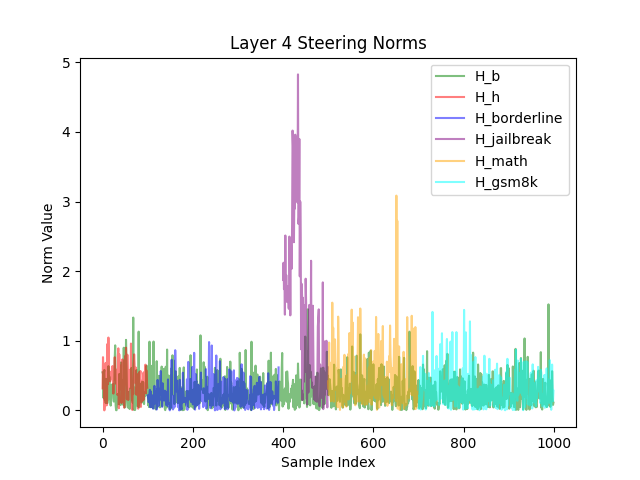 Layer 4 Steering Norms
5
4
3
2
1
0
Norm Value
H_b
H_h
H_borderline
H_jailbreak
H_math
H_gsm8k
0 200 400 600 800 1000
Sample Index